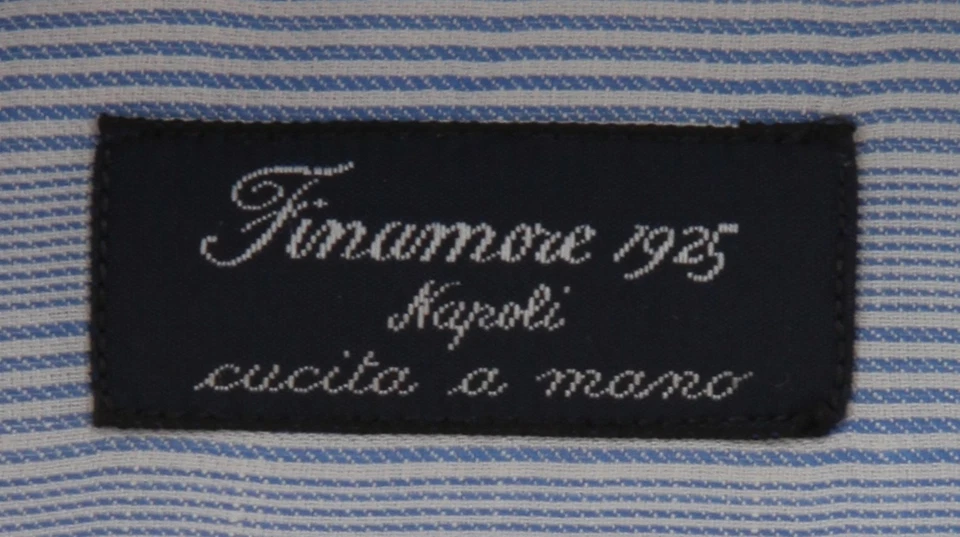 Finamore 1925
Napoli
cucita a mano